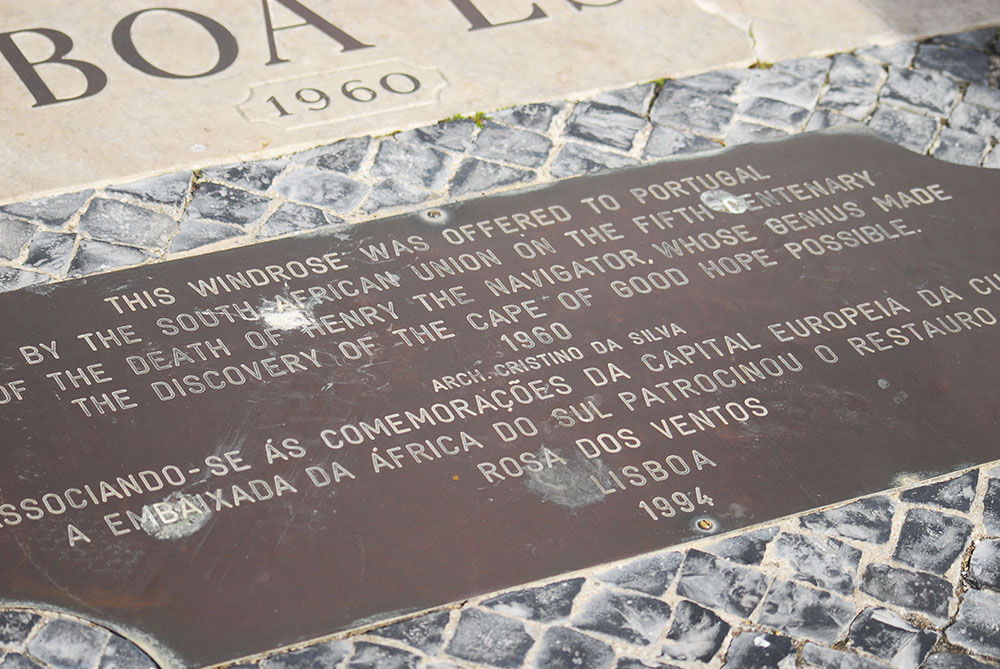 BOA
1960
THIS WINDROSE WAS OFFERED TO PORTUGAL
BY THE SOUTH AFRICAN UNION ON THE FIFTH CENTENARY
OF THE DEATH OF HENRY THE NAVIGATOR, WHOSE GENIUS MADE
THE DISCOVERY OF THE CAPE OF GOOD HOPE POSSIBLE.
1960
ARCH. CRISTINO DA SILVA
SSOCIANDO-SE ÁS COMEMORAÇÕES DA CAPITAL EUROPEIA DA CU
A EMBAIXADA DA ÁFRICA DO SUL PATROCINOU O RESTAURO
ROSA DOS VENTOS
LISBOA
1994